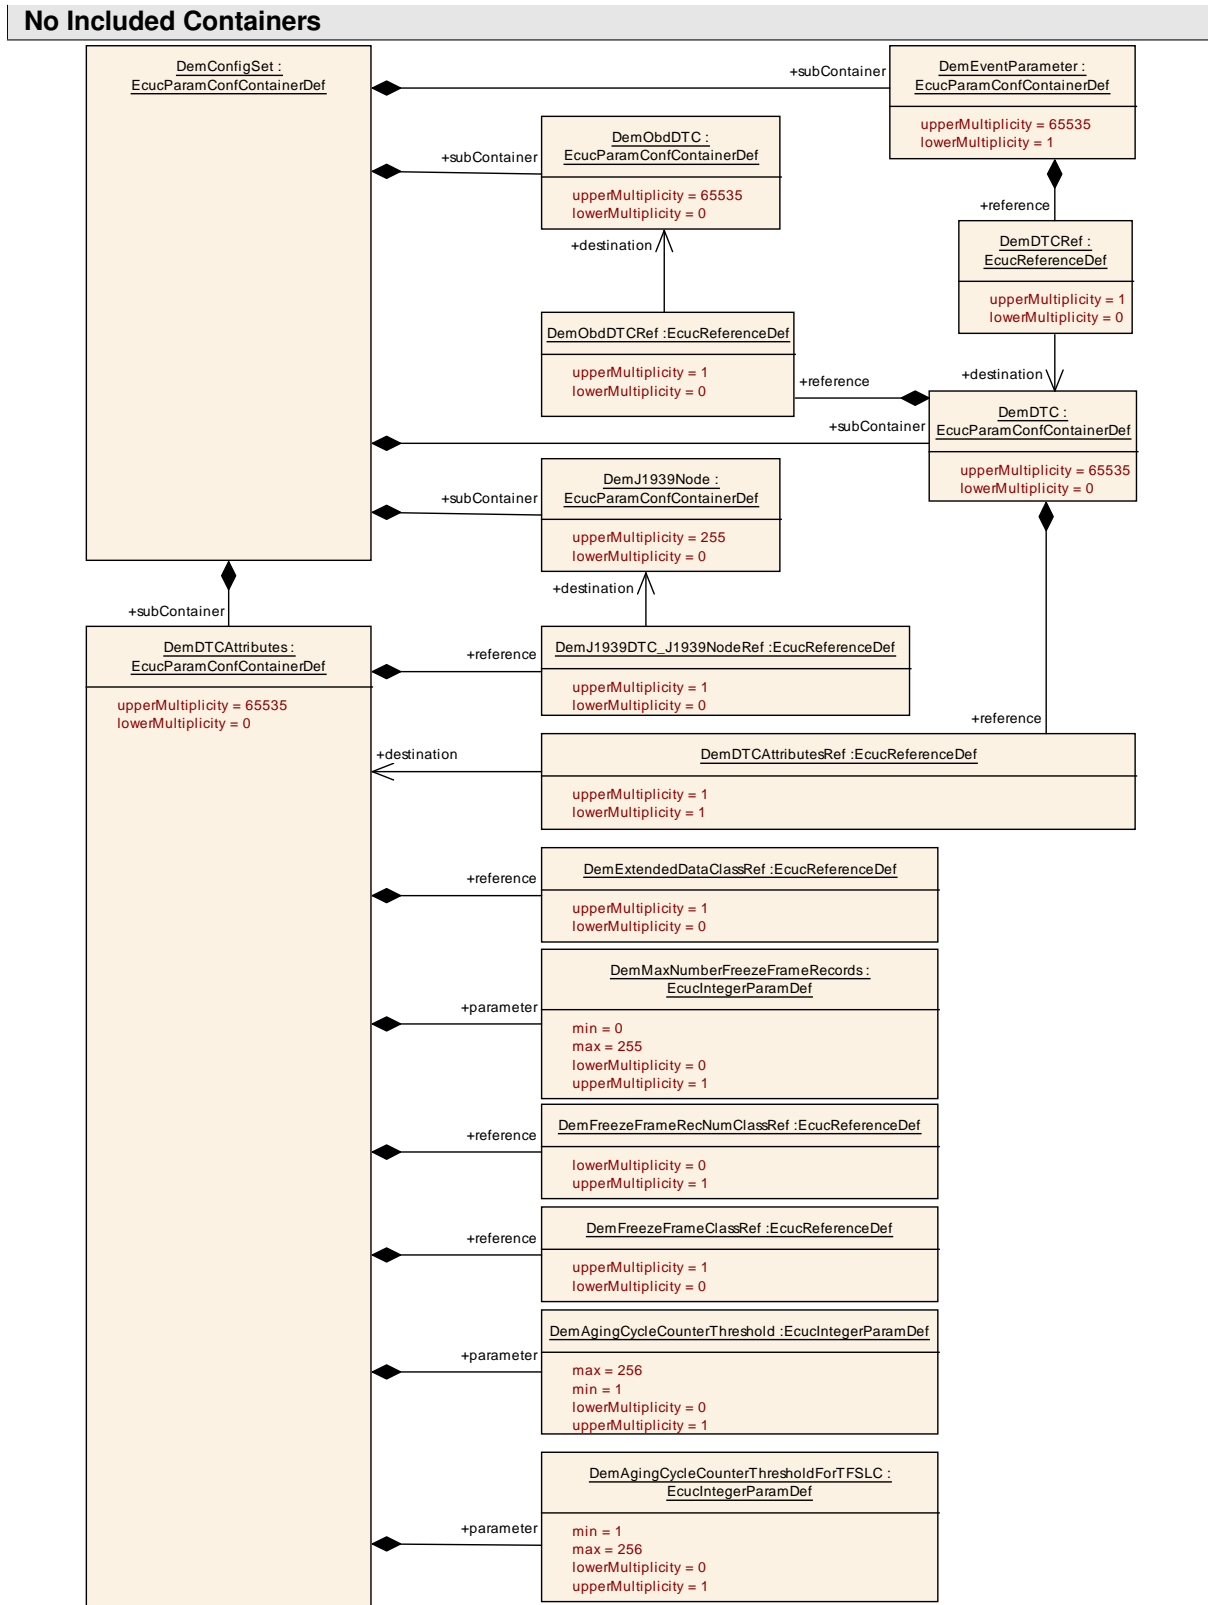 No Included Containers
DemConfigSet :
EcucParamConfContainerDef
+subContainer
DemEventParameter :
EcucParamConfContainerDef
upperMultiplicity = 65535
lowerMultiplicity = 1
+subContainer
DemObdDTC :
EcucParamConfContainerDef
upperMultiplicity = 65535
lowerMultiplicity = 0
+reference
+destination
DemDTCRef :
EcucReferenceDef
upperMultiplicity = 1
lowerMultiplicity = 0
DemObdDTCRef :EcucReferenceDef
upperMultiplicity = 1
lowerMultiplicity = 0
+reference
+destination
+subContainer
DemDTC :
EcucParamConfContainerDef
upperMultiplicity = 65535
lowerMultiplicity = 0
+subContainer
DemJ1939Node :
EcucParamConfContainerDef
upperMultiplicity = 255
lowerMultiplicity = 0
+destination
+subContainer
DemDTCAttributes :
EcucParamConfContainerDef
upperMultiplicity = 65535
lowerMultiplicity = 0
+reference
DemJ1939DTC_J1939NodeRef :EcucReferenceDef
upperMultiplicity = 1
lowerMultiplicity = 0
+reference
+destination
DemDTCAttributesRef :EcucReferenceDef
upperMultiplicity = 1
lowerMultiplicity = 1
+reference
DemExtendedDataClassRef :EcucReferenceDef
upperMultiplicity = 1
lowerMultiplicity = 0
+parameter
DemMaxNumberFreezeFrameRecords :
EcucIntegerParamDef
min = 0
max = 255
lowerMultiplicity = 0
upperMultiplicity = 1
+reference
DemFreezeFrameRecNumClassRef :EcucReferenceDef
lowerMultiplicity = 0
upperMultiplicity = 1
+reference
DemFreezeFrameClassRef :EcucReferenceDef
upperMultiplicity = 1
lowerMultiplicity = 0
+parameter
DemAgingCycleCounterThreshold :EcucIntegerParamDef
max = 256
min = 1
lowerMultiplicity = 0
upperMultiplicity = 1
+parameter
DemAgingCycleCounterThresholdForTFSLC :
EcucIntegerParamDef
min = 1
max = 256
lowerMultiplicity = 0
upperMultiplicity = 1